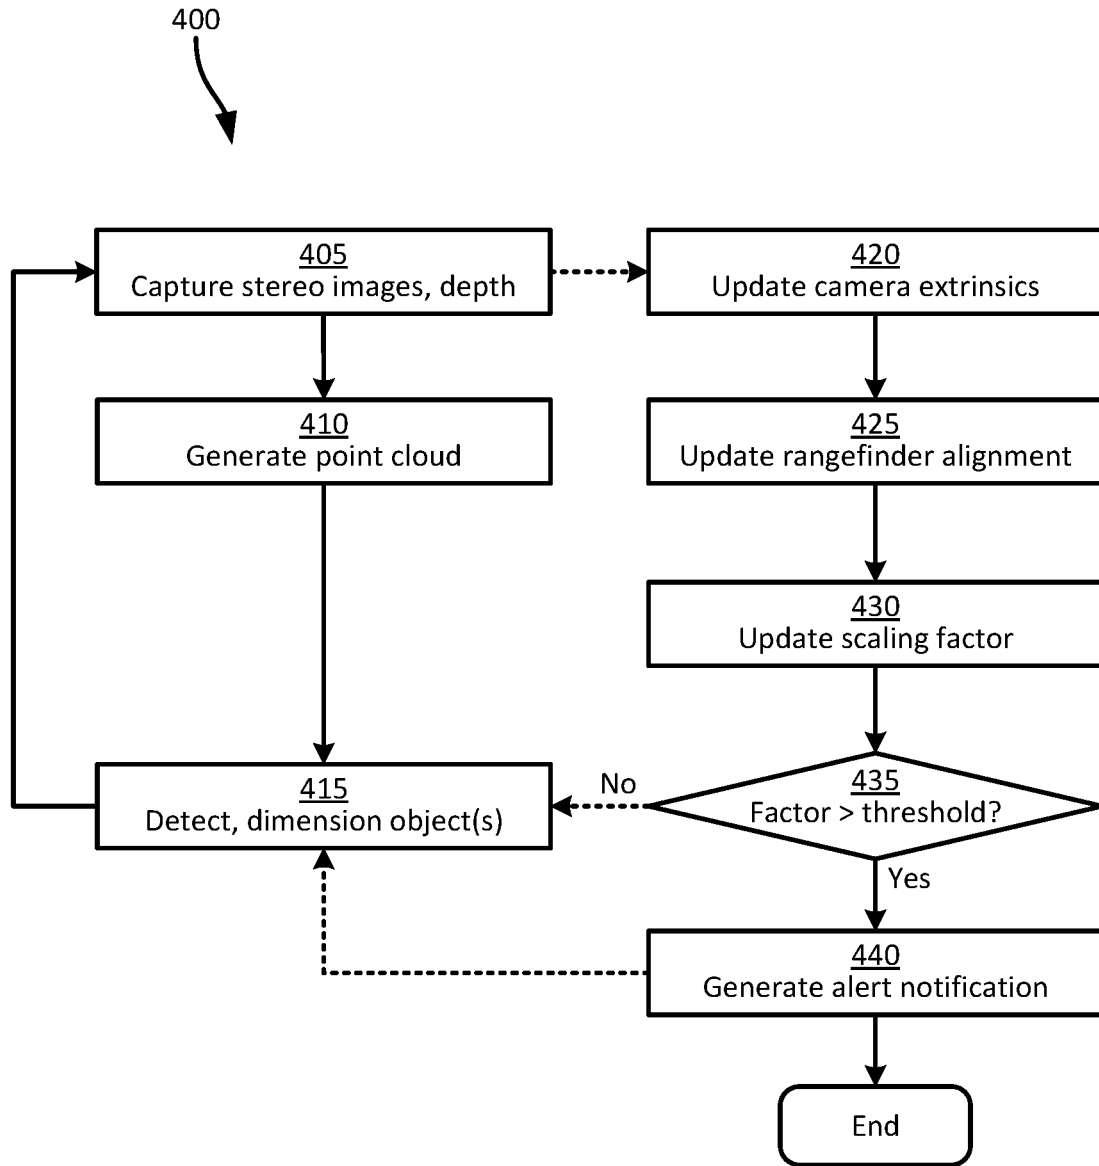 400
405
Capture stereo images, depth
420
Update camera extrinsics
410
Generate point cloud
425
Update rangefinder alignment
430
Update scaling factor
415
Detect, dimension object(s)
No
435
Factor > threshold?
Yes
440
Generate alert notification
End